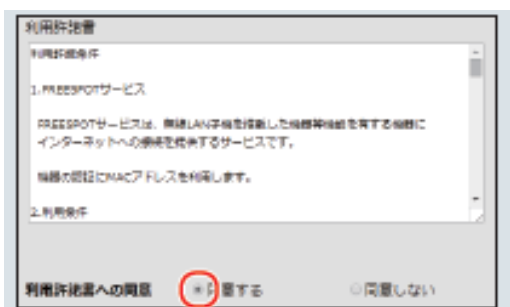 利用許諾書
利用許諾条件
1.FREESPOTサービス
FREESPOTサービスは、無線LAN子機を搭載した機器等機能を有する機器に
インターネットへの接続を提供するサービスです。
機器の認証にMACアドレスを利用します。
2.利用条件
利用許諾書への同意 同意する 同意しない